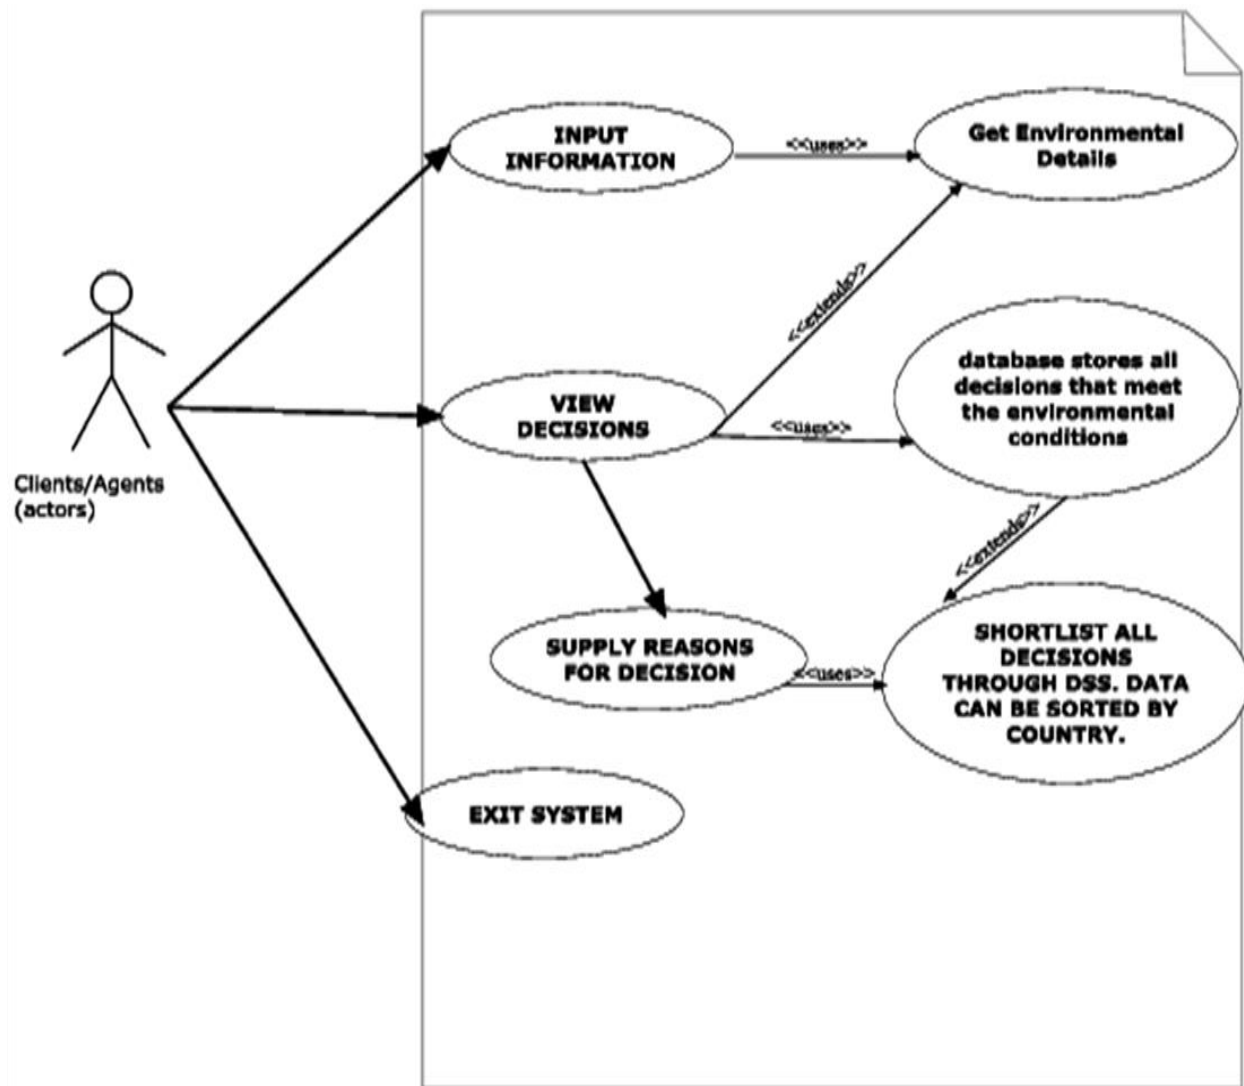 INPUT
INFORMATION
<<uses>>
Get Environmental
Details
<<extends>>
VIEW
DECISIONS
<<uses>>
database stores all
decisions that meet
the environmental
conditions
Clients/Agents
(actors)
<<extends>>
SUPPLY REASONS
FOR DECISION
<<uses>>
SHORTLIST ALL
DECISIONS
THROUGH DSS. DATA
CAN BE SORTED BY
COUNTRY.
EXIT SYSTEM